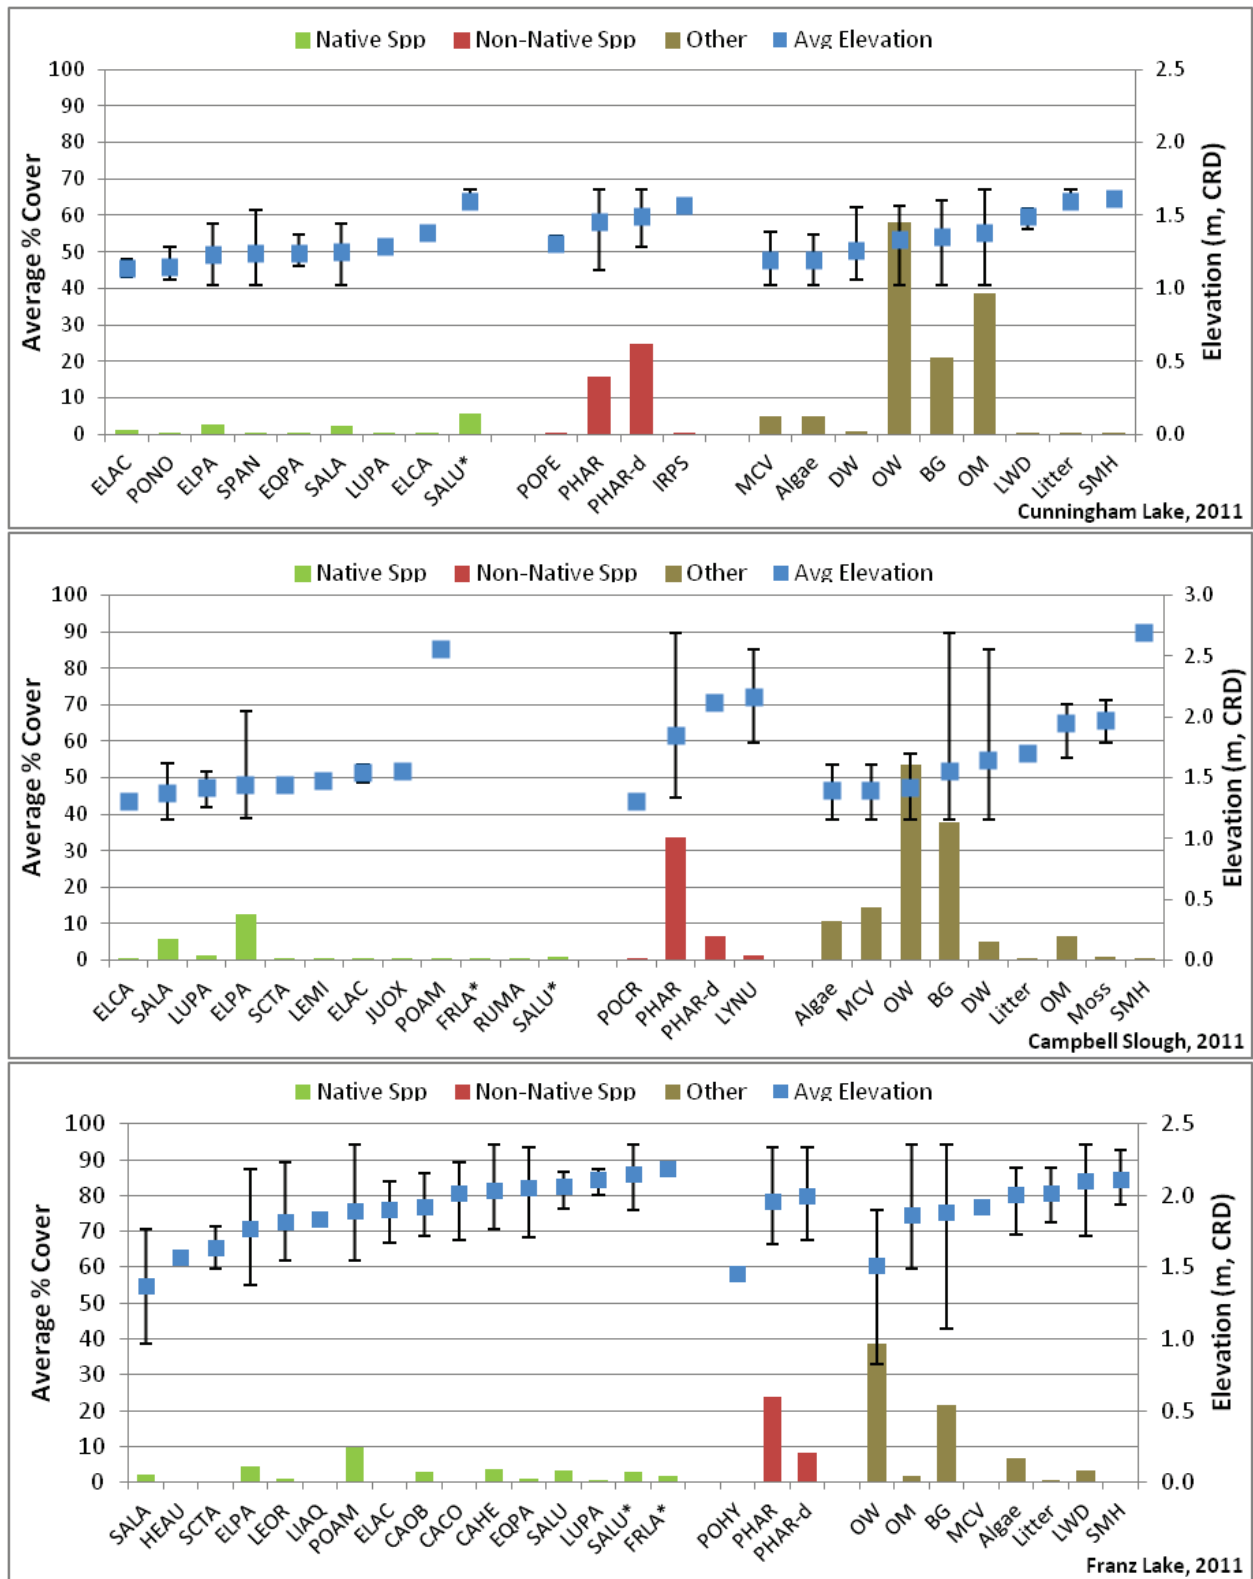 Native Spp Non-Native Spp Other Avg Elevation
100 2.5
90
80 2.0
70
60 1.5
50
40 1.0
30
20 0.5
10
0 0.0
Average % Cover
Elevation (m, CRD)
ELAC PONO ELPA SPAN EQPA SALA LUPA ELCA SALU* POPE PHAR PHAR-d IRPS MCV Algae DW OW BG OM LWD Litter SMH
Cunningham Lake, 2011
Native Spp Non-Native Spp Other Avg Elevation
100 3.0
90
80 2.5
70
60 2.0
50 1.5
40
30 1.0
20
10 0.5
0 0.0
Average % Cover
Elevation (m, CRD)
ELCA SALA LUPA ELPA SCTA LEMI ELAC JUOX POAM FRLA* RUMA SALU* POCR PHAR PHAR-d LYNU Algae MCV OW BG DW Litter OM Moss SMH
Campbell Slough, 2011
Native Spp Non-Native Spp Other Avg Elevation
100 2.5
90
80 2.0
70
60 1.5
50
40 1.0
30
20 0.5
10
0 0.0
Average % Cover
Elevation (m, CRD)
SALA HEAU SCTA ELPA LEOR LIAQ POAM ELAC CAOB CACO CAHE EQPA SALU LUPA SALU* FRLA* POHY PHAR PHAR-d OW OM BG MCV Algae Litter LWD SMH
Franz Lake, 2011